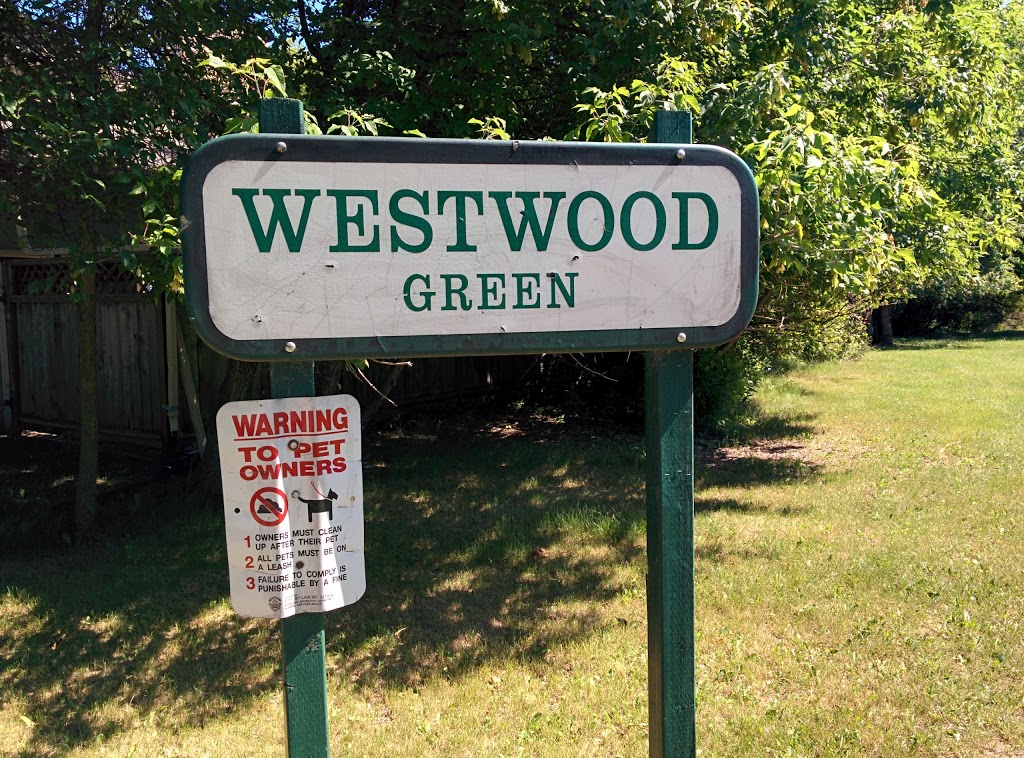 WESTWOOD
GREEN
WARNING
TO PET
OWNERS
1 OWNERS MUST CLEAN
UP AFTER THEIR PET
2 ALL PETS MUST BE ON
A LEASH
3 FAILURE TO COMPLY IS
PUNISHABLE BY A FINE